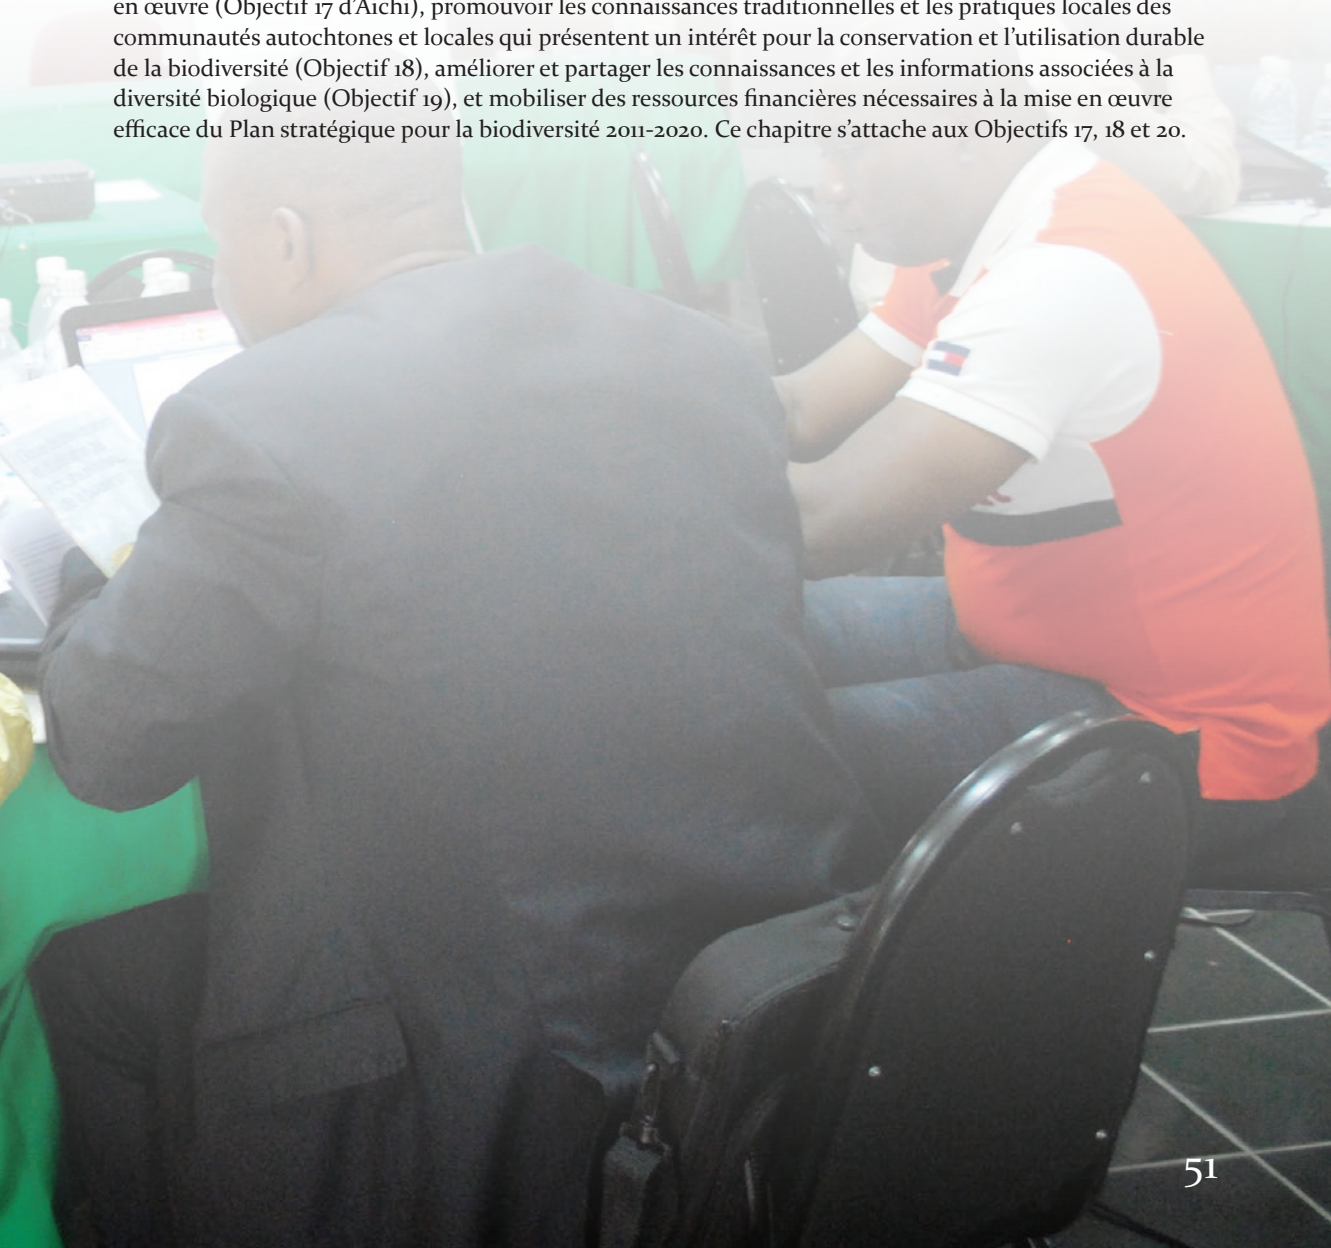 en œuvre (Objectif 17 d'Aichi), promouvoir les connaissances traditionnelles et les pratiques locales des
communautés autochtones et locales qui présentent un intérêt pour la conservation et l'utilisation durable
de la biodiversité (Objectif 18), améliorer et partager les connaissances et les informations associées à la
diversité biologique (Objectif 19), et mobiliser des ressources financières nécessaires à la mise en œuvre
efficace du Plan stratégique pour la biodiversité 2011-2020. Ce chapitre s'attache aux Objectifs 17, 18 et 20.
51